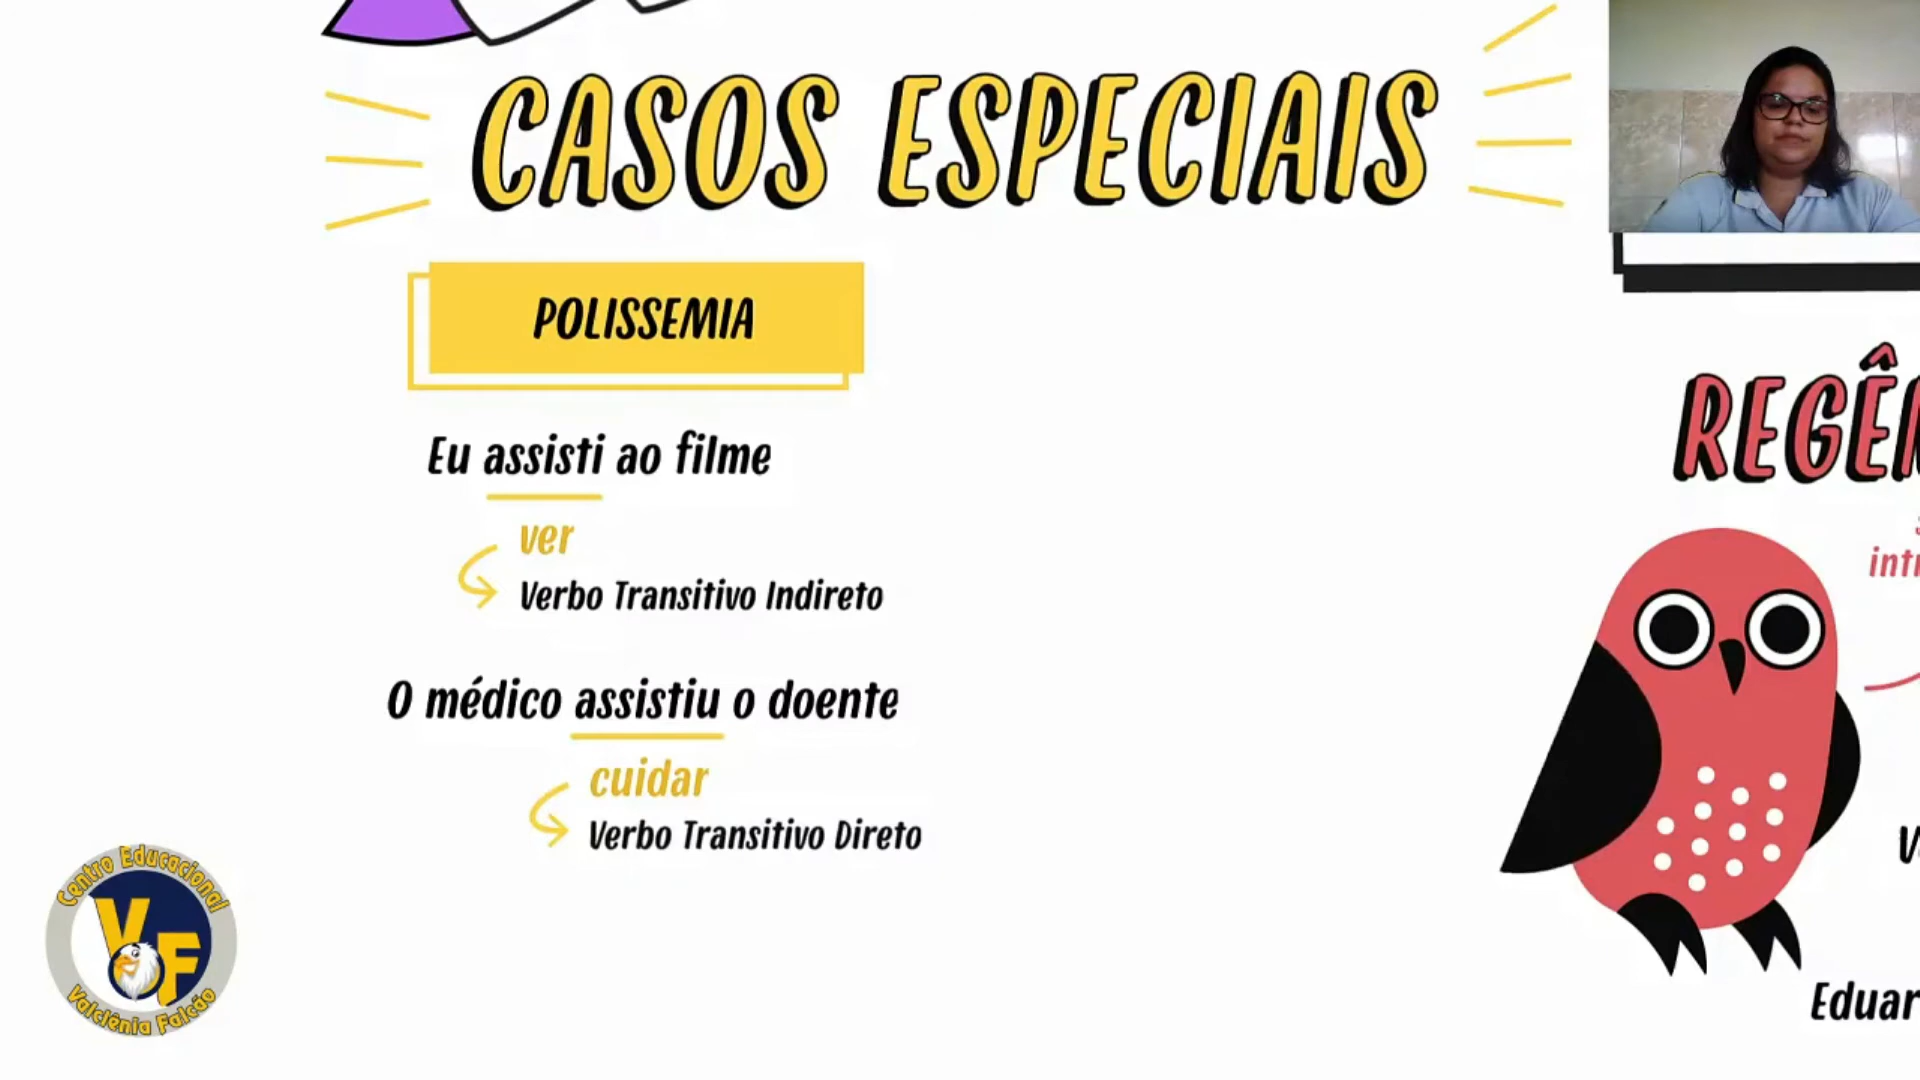 CASOS ESPECIAIS
POLISSEMIA
Eu assisti ao filme
ver
Verbo Transitivo Indireto
O médico assistiu o doente
cuidar
Verbo Transitivo Direto
Centro Educacional
VF
Valclênia Falcão